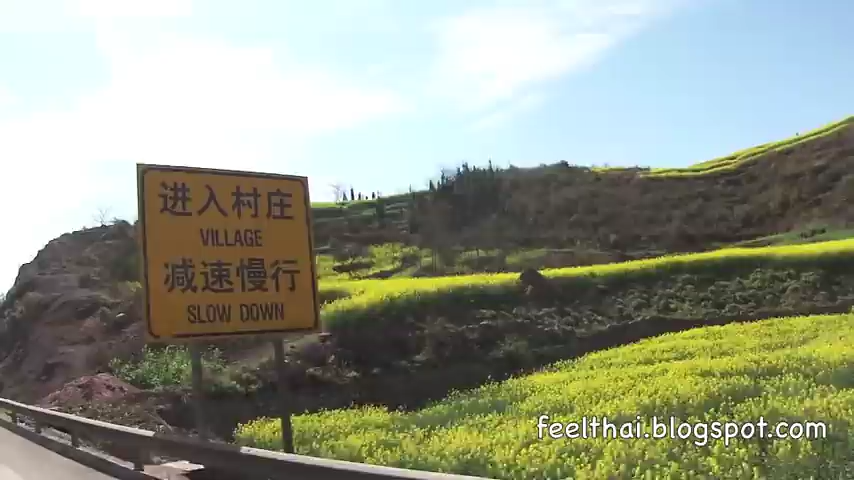 进入村庄
VILLAGE
减速慢行
SLOW DOWN
feelthai.blogspot.com